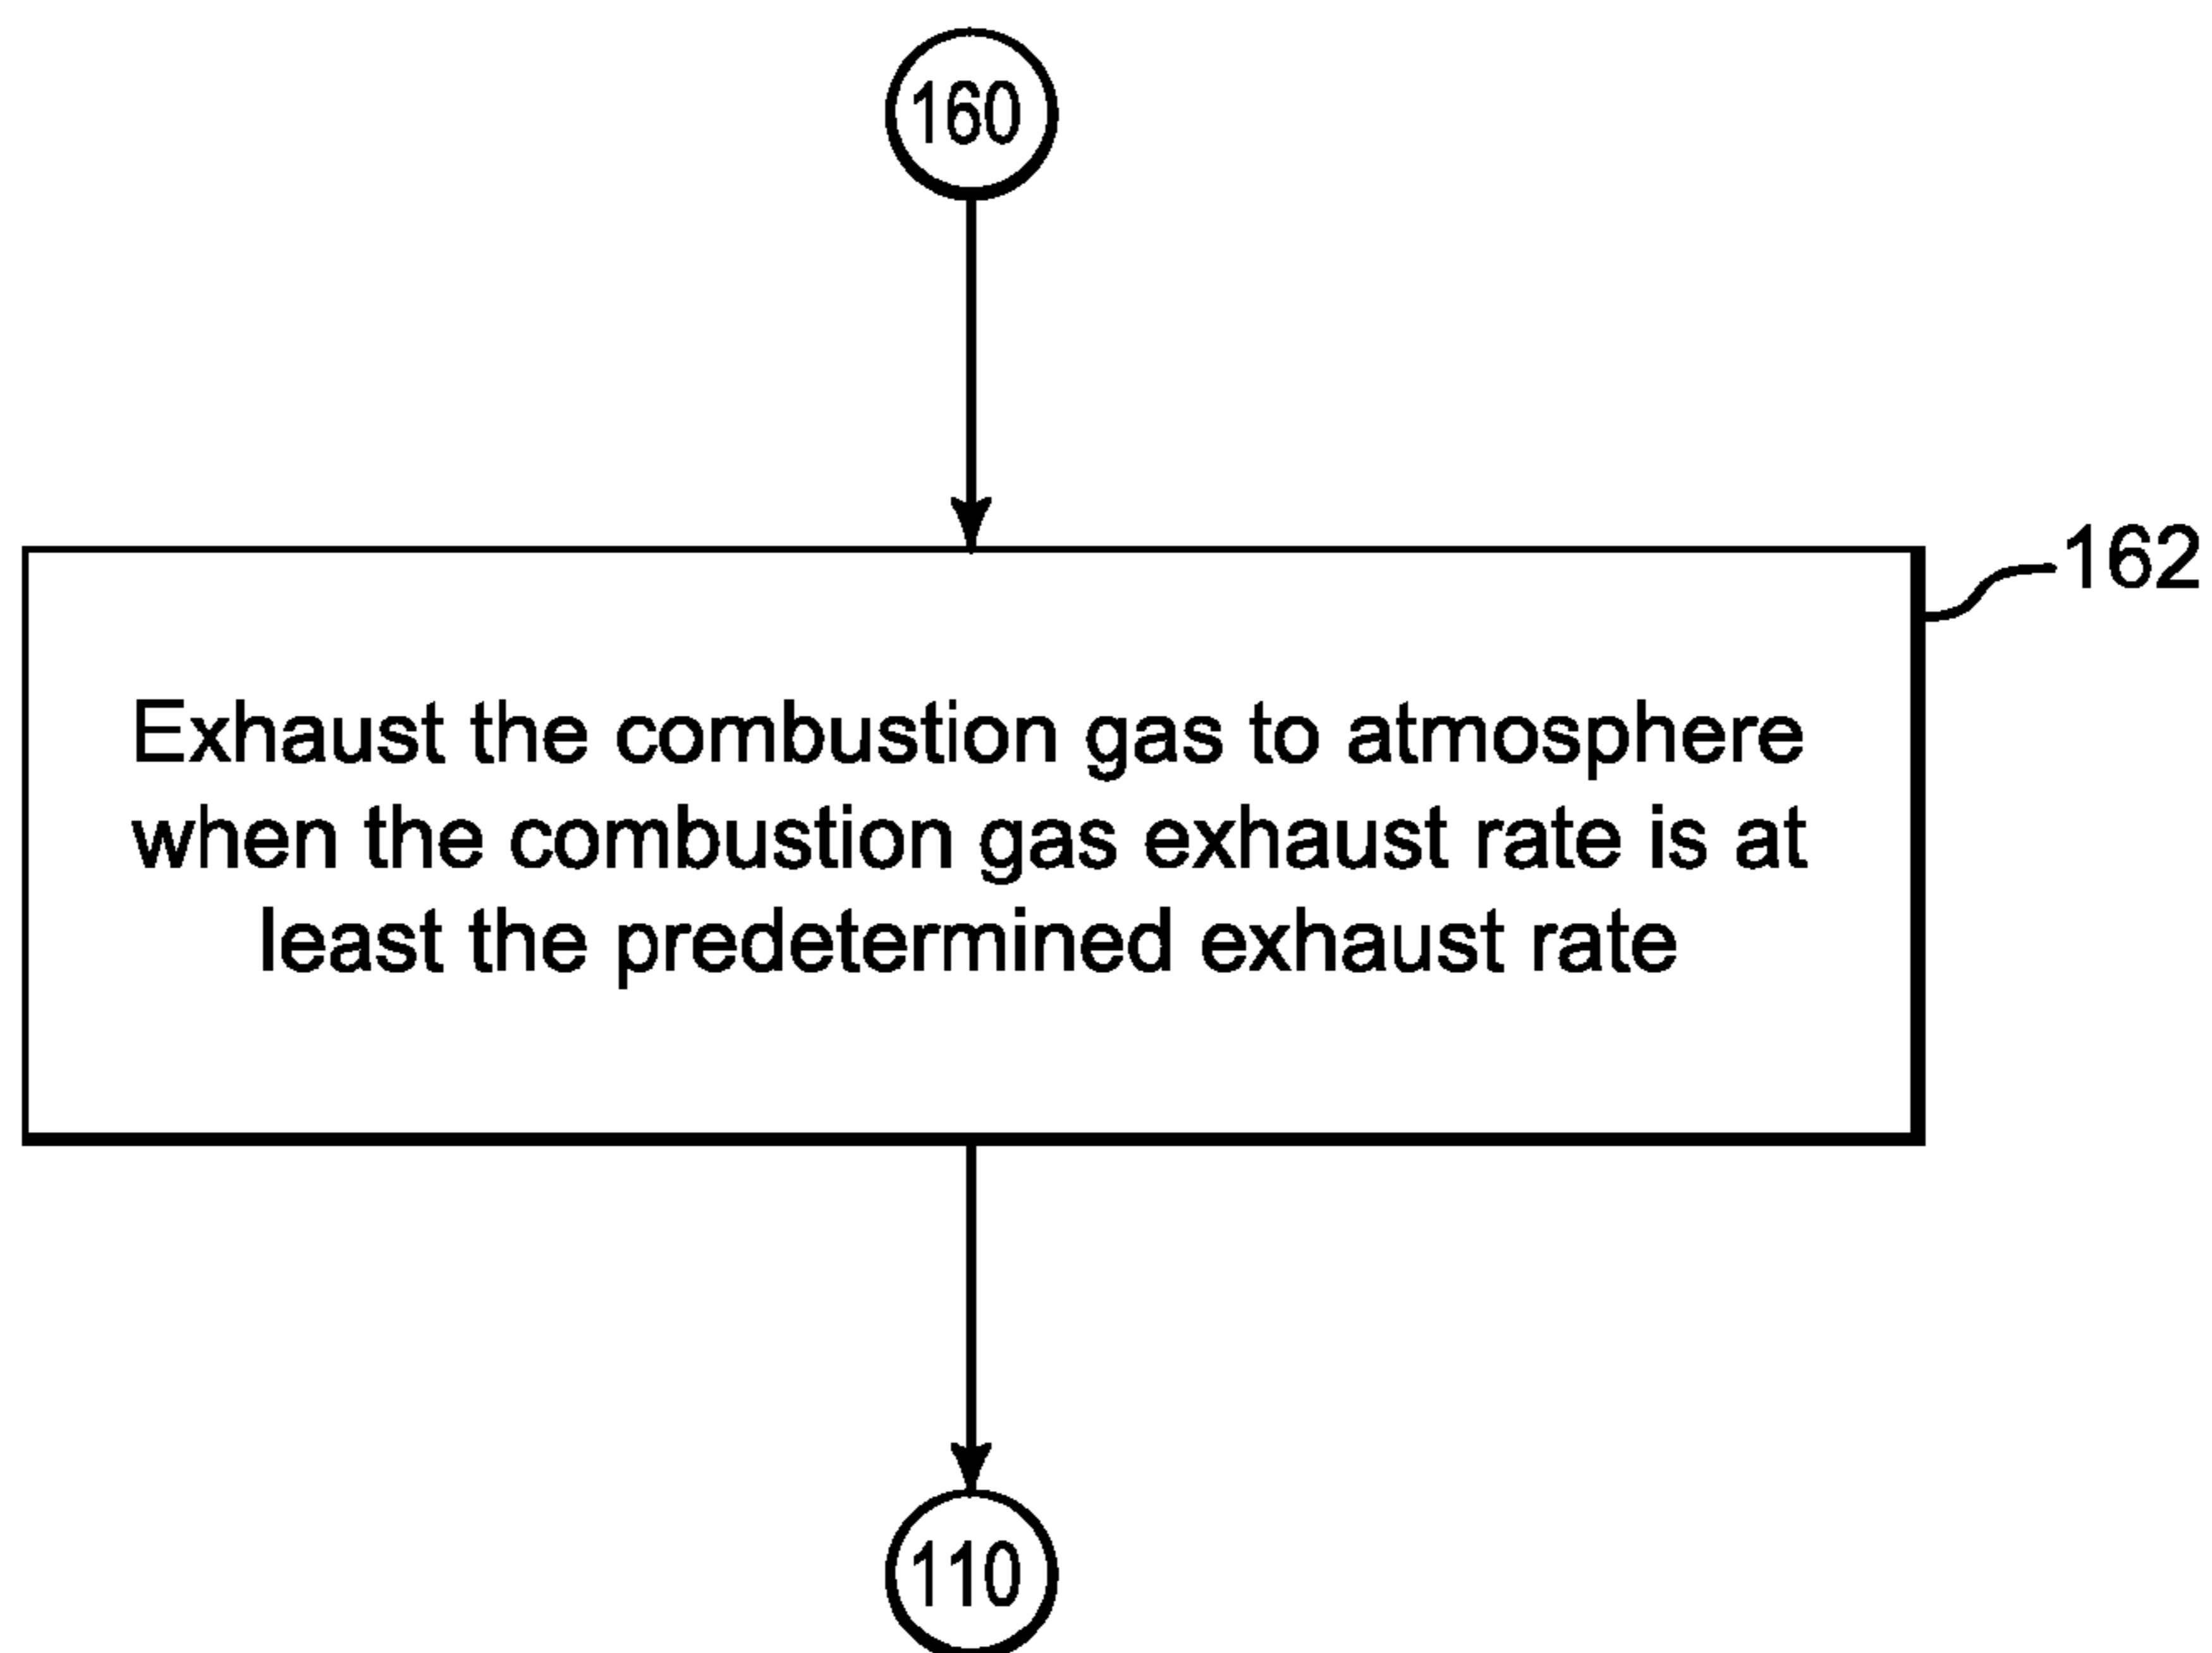 160
162
Exhaust the combustion gas to atmosphere
when the combustion gas exhaust rate is at
least the predetermined exhaust rate
110